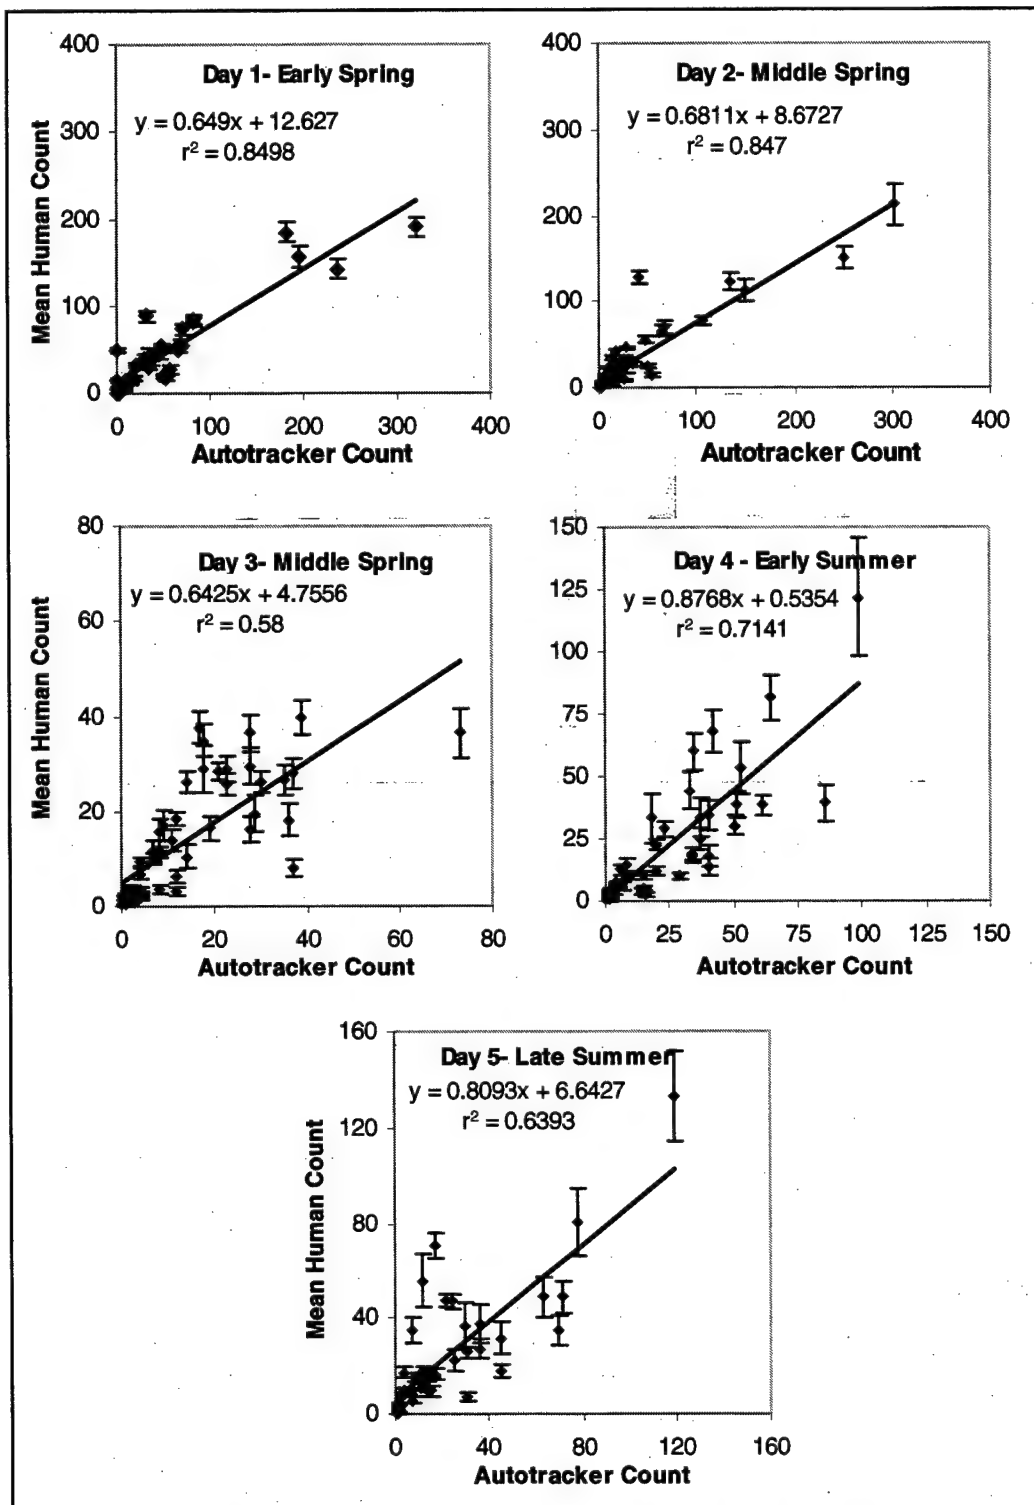 400
Day 1- Early Spring
y = 0.649x + 12.627
r² = 0.8498
300
200
100
0
0 100 200 300 400
Mean Human Count
Autotracker Count
400
Day 2- Middle Spring
y = 0.6811x + 8.6727
r² = 0.847
300
200
100
0
0 100 200 300 400
Autotracker Count
80
Day 3- Middle Spring
y = 0.6425x + 4.7556
r² = 0.58
60
40
20
0
0 20 40 60 80
Mean Human Count
Autotracker Count
150
Day 4 - Early Summer
125
y = 0.8768x + 0.5354
r² = 0.7141
100
75
50
25
0
0 25 50 75 100 125 150
Autotracker Count
160
Day 5- Late Summer
y = 0.8093x + 6.6427
r² = 0.6393
120
80
40
0
0 40 80 120 160
Mean Human Count
Autotracker Count